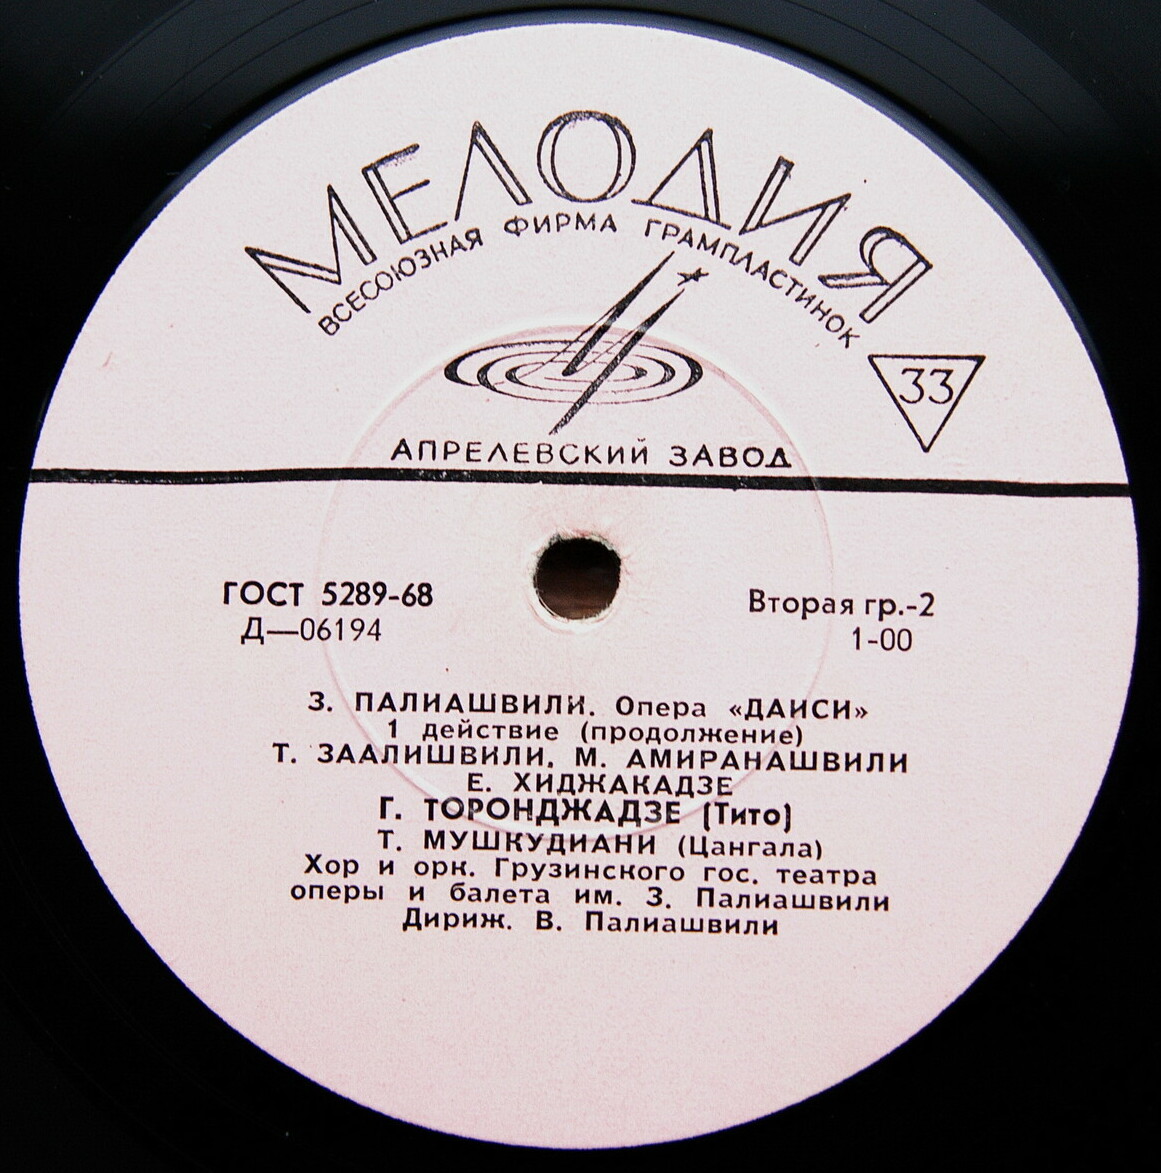 МЕЛОДИЯ
ВСЕСОЮЗНАЯ ФИРМА ГРАМПЛАСТИНОК
33
АПРЕЛЕВСКИЙ ЗАВОД
ГОСТ 5289-68
Д—06194
Вторая гр.-2
1-00
З. ПАЛИАШВИЛИ. Опера «ДАИСИ»
1 действие (продолжение)
Т. ЗААЛИШВИЛИ, М. АМИРАНАШВИЛИ
Е. ХИДЖАКАДЗЕ
Г. ТОРОНДЖАДЗЕ (Тито)
Т. МУШКУДИАНИ (Цангала)
Хор и орк. Грузинского гос. театра
оперы и балета им. З. Палиашвили
Дириж. В. Палиашвили